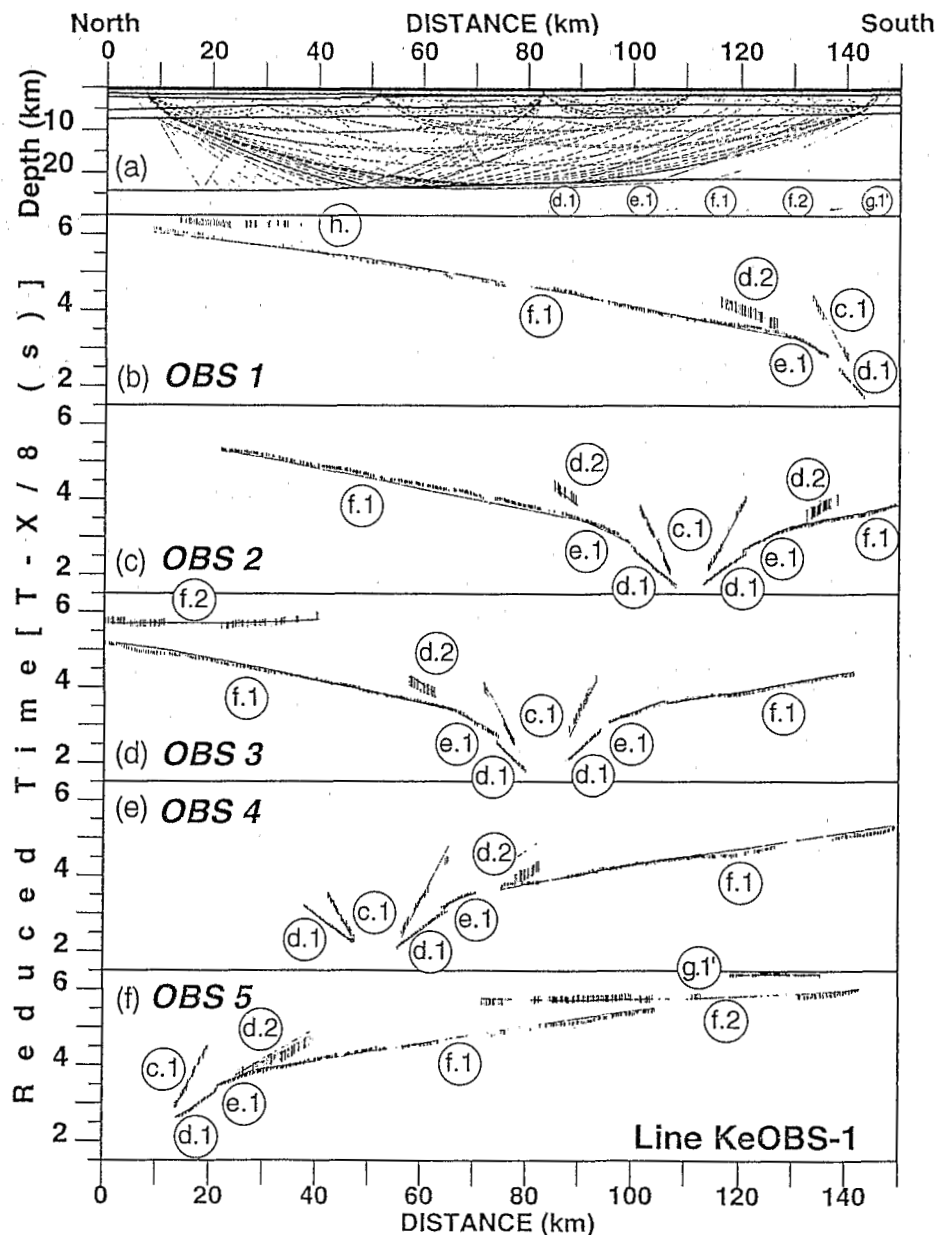 North DISTANCE (km) South
0 20 40 60 80 100 120 140
Depth (km)
10
20
(a)
d.1 e.1 f.1 f.2 g.1'
Reduced Time [T-X/8 (s)]
6
4
2
h.
f.1
d.2
c.1
e.1
d.1
(b) OBS 1
6
4
2
d.2
d.2
f.1
c.1
e.1
e.1
f.1
d.1
d.1
(c) OBS 2
6
4
2
f.2
d.2
f.1
c.1
f.1
e.1
e.1
d.1
d.1
(d) OBS 3
6
4
2
(e) OBS 4
d.2
f.1
c.1
e.1
d.1
d.1
6
4
2
g.1'
(f) OBS 5
f.2
d.2
c.1
f.1
e.1
d.1
Line KeOBS-1
0 20 40 60 80 100 120 140
DISTANCE (km)